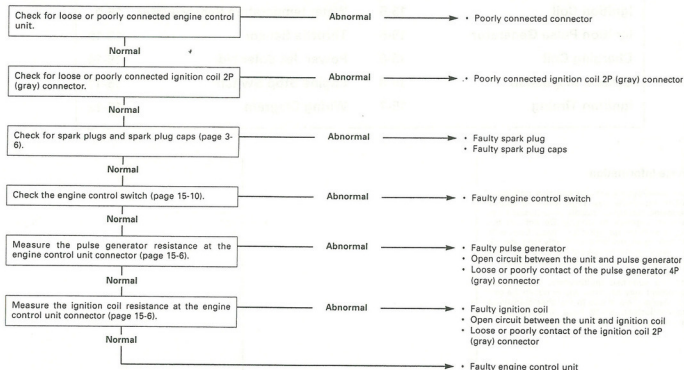 Check for loose or poorly connected engine control
unit.
Abnormal
• Poorly connected connector
Normal
Check for loose or poorly connected ignition coil 2P
(gray) connector.
Abnormal
• Poorly connected ignition coil 2P (gray) connector
Normal
Check for spark plugs and spark plug caps (page 3-
6).
Abnormal
• Faulty spark plug
• Faulty spark plug caps
Normal
Check the engine control switch (page 15-10).
Abnormal
• Faulty engine control switch
Normal
Measure the pulse generator resistance at the
engine control unit connector (page 15-6).
Abnormal
• Faulty pulse generator
• Open circuit between the unit and pulse generator
• Loose or poorly contact of the pulse generator 4P
(gray) connector
Normal
Measure the ignition coil resistance at the engine
control unit connector (page 15-6).
Abnormal
• Faulty ignition coil
• Open circuit between the unit and ignition coil
• Loose or poorly contact of the ignition coil 2P
(gray) connector
Normal
• Faulty engine control unit